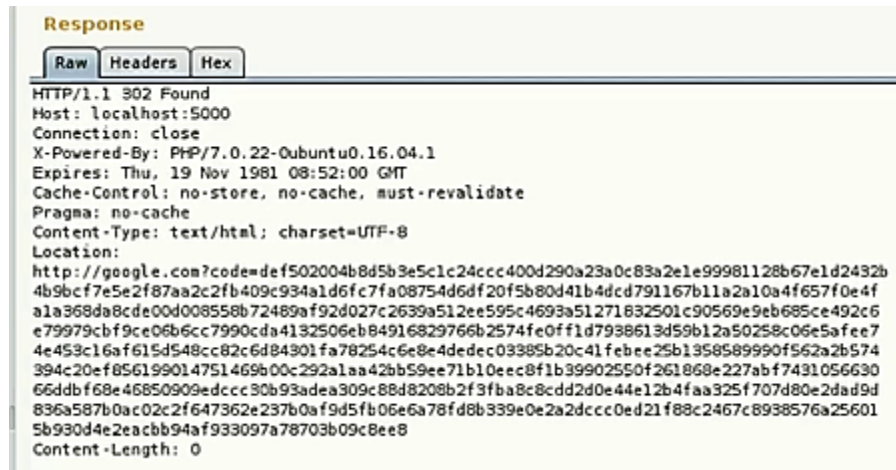 Response
Raw Headers Hex
HTTP/1.1 302 Found
Host: localhost:5000
Connection: close
X-Powered-By: PHP/7.0.22-0ubuntu0.16.04.1
Expires: Thu, 19 Nov 1981 08:52:00 GMT
Cache-Control: no-store, no-cache, must-revalidate
Pragma: no-cache
Content-Type: text/html; charset=UTF-8
Location:
http://google.com?code=def502004b8d5b3e5c1c24ccc400d290a23a0c83a2e1e99981128b67e1d2432b
4b9bcf7e5e2f87aa2c2fb409c934a1d6fc7fa08754d6df20f5b80d41b4dcd791167b11a2a10a4f657f0e4f
a1a368da8cde00d008558b72489af92d027c2639a512ee595c4693a51271832501c90569e9eb685ce492c6
e79979cbf9ce06b6cc7990cda4132506eb84916829766b2574fe0ff1d7938613d59b12a50258c06e5afee7
4e453c16af615d548cc82c6d84301fa78254c6e8e4dedec03385b20c41febee25b1358589990f562a2b574
394c20ef856199014751469b00c292a1aa42bb59ee71b10eec8f1b39902550f261868e227abf7431056630
66ddbf68e46850909edccc30b93adea309c88d8208b2f3fba8c8cdd2d0e44e12b4faa325f707d80e2dad9d
836a587b0ac02c2f647362e237b0af9d5fb06e6a78fd8b339e0e2a2dccc0ed21f88c2467c8938576a25601
5b930d4e2eacbb94af933097a78703b09c8ee8
Content-Length: 0